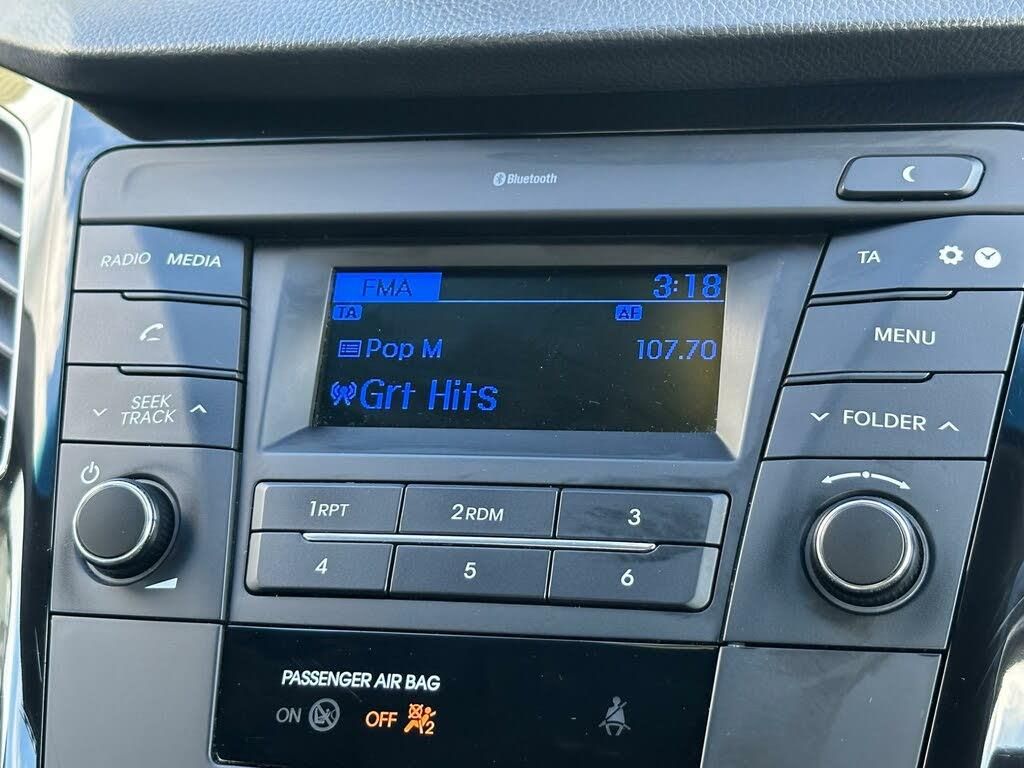 Bluetooth
RADIO MEDIA
TA
FMA 3:18
TA AF
MENU
Pop M 107.70
Grt Hits
SEEK
TRACK
FOLDER
1RPT 2RDM 3
4 5 6
PASSENGER AIR BAG
ON OFF 2